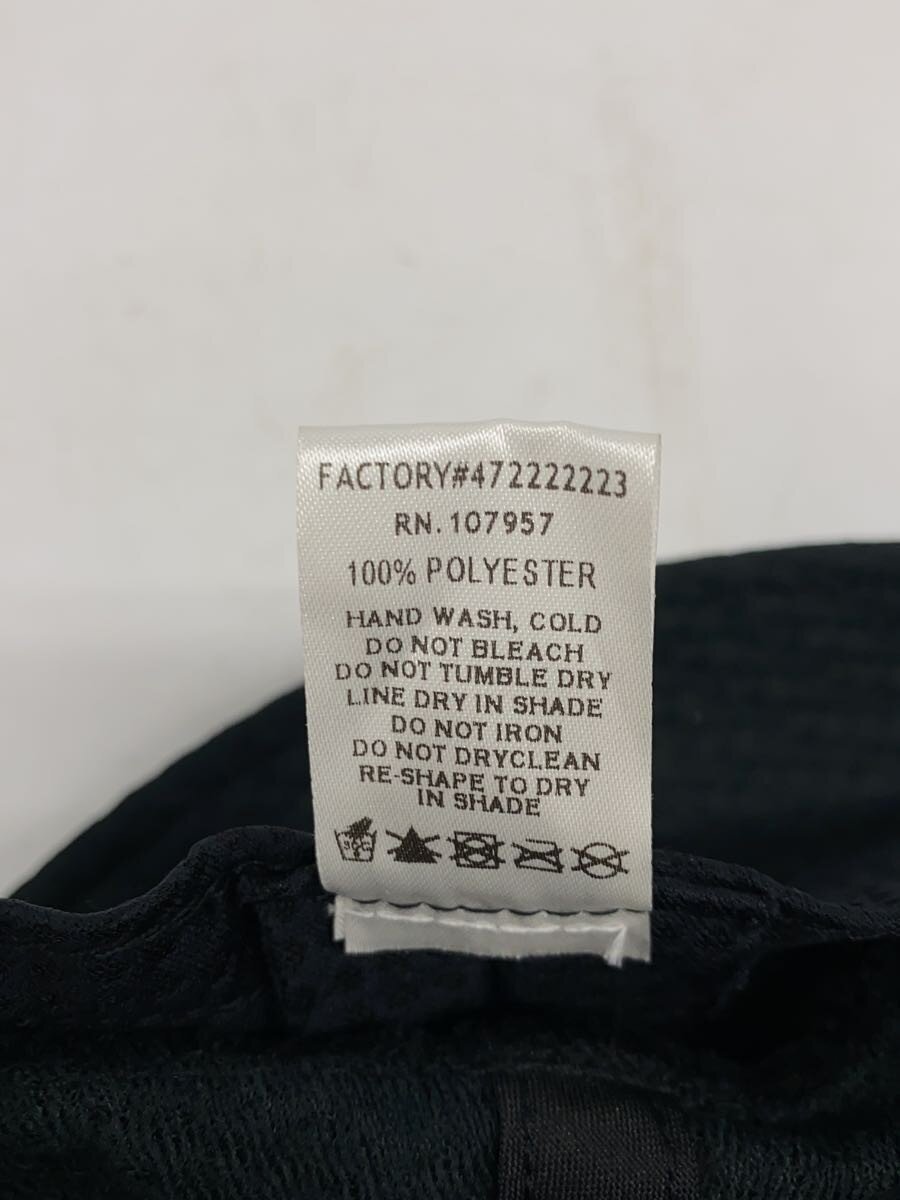 FACTORY#472222223
RN. 107957
100% POLYESTER
HAND WASH, COLD
DO NOT BLEACH
DO NOT TUMBLE DRY
LINE DRY IN SHADE
DO NOT IRON
DO NOT DRYCLEAN
RE-SHAPE TO DRY
IN SHADE
30C